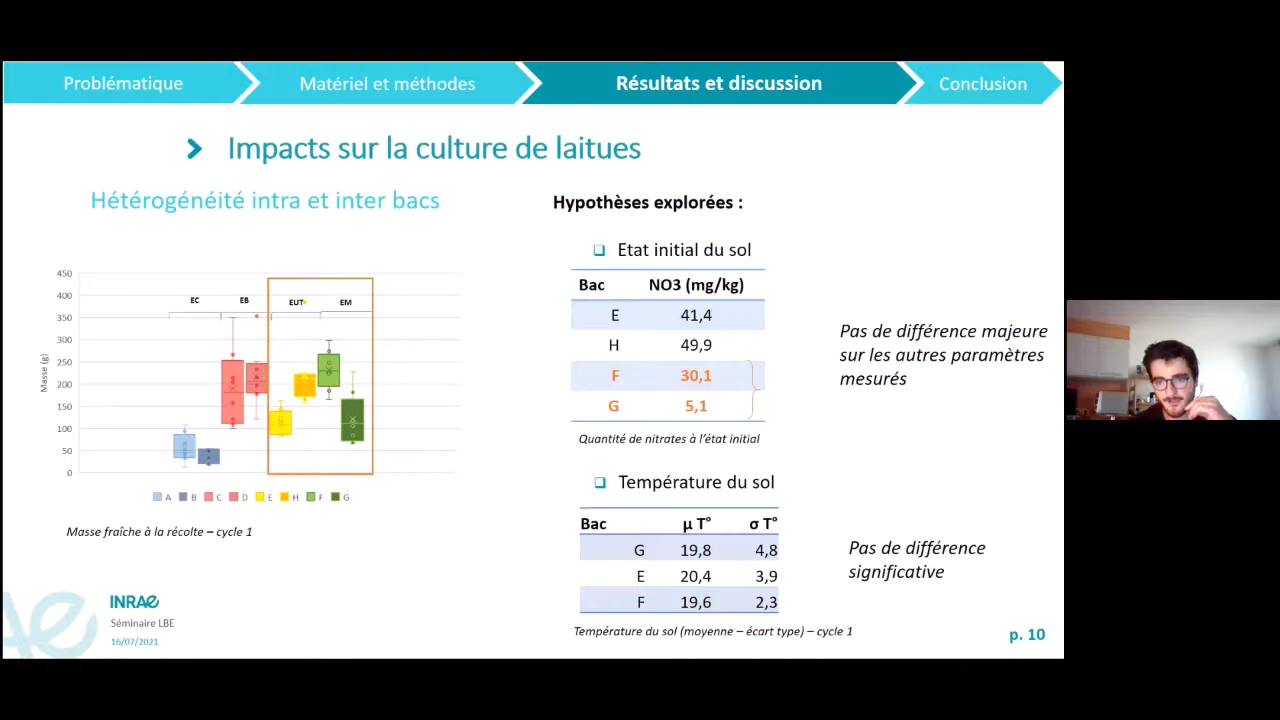 Problématique
Matériel et méthodes
Résultats et discussion
Conclusion
Impacts sur la culture de laitues
Hétérogénéité intra et inter bacs
450
400
350
300
250
200
150
100
50
0
Masse (g)
EC
EB
EUT
EM
A B C D E H F G
Masse fraîche à la récolte – cycle 1
Hypothèses explorées :
Etat initial du sol
Bac NO3 (mg/kg)
E 41,4
H 49,9
F 30,1
G 5,1
Quantité de nitrates à l'état initial
Pas de différence majeure
sur les autres paramètres
mesurés
Température du sol
Bac µ T° σ T°
G 19,8 4,8
E 20,4 3,9
F 19,6 2,3
Température du sol (moyenne – écart type) – cycle 1
Pas de différence
significative
INRAE
Séminaire LBE
16/07/2021
p. 10